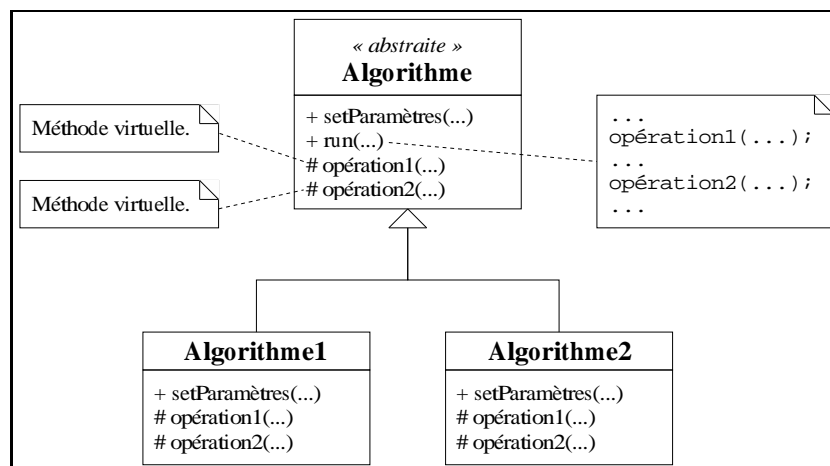 « abstraite »
Algorithme
+ setParamètres(...)
+ run(...)
# opération1(...)
# opération2(...)
Méthode virtuelle.
Méthode virtuelle.
...
opération1(...);
...
opération2(...);
...
Algorithme1
+ setParamètres(...)
# opération1(...)
# opération2(...)
Algorithme2
+ setParamètres(...)
# opération1(...)
# opération2(...)